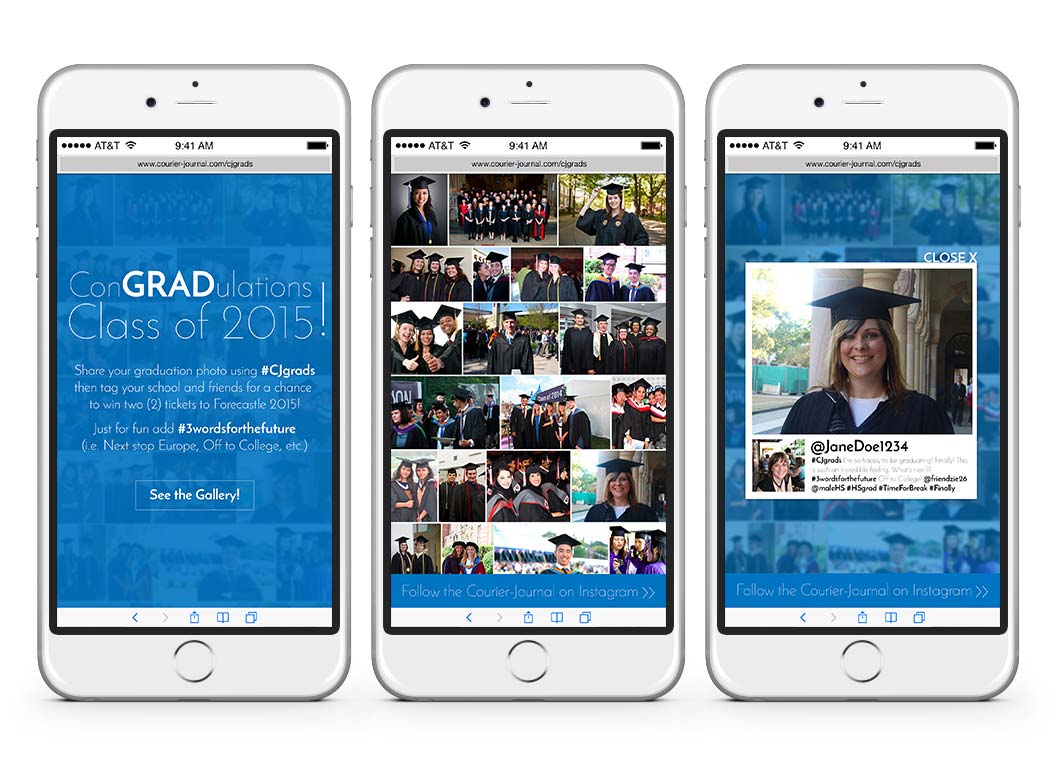 AT&T 9:41 AM
www.courier-journal.com/cjgrads
ConGRADulations
Class of 2015!
Share your graduation photo using #CJgrads
then tag your school and friends for a chance
to win two (2) tickets to Forecastle 2015!
Just for fun add #3wordsforthefuture
(i.e. Next stop Europe, Off to College, etc.)
See the Gallery!
AT&T 9:41 AM
www.courier-journal.com/cjgrads
Class of 2014
Follow the Courier-Journal on Instagram >>
AT&T 9:41 AM
www.courier-journal.com/cjgrads
CLOSE X
@JaneDoe1234
#CJgrads I'm so happy to be graduating! Finally! This
is such an incredible feeling. What's next?
#3wordsforthefuture Off to College! @friendzie26
@maleHS #HSgrad #TimeForBreak #Finally
Follow the Courier-Journal on Instagram >>